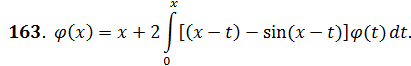 163. φ(x) = x + 2 ∫₀ˣ [(x − t) − sin(x − t)]φ(t) dt.